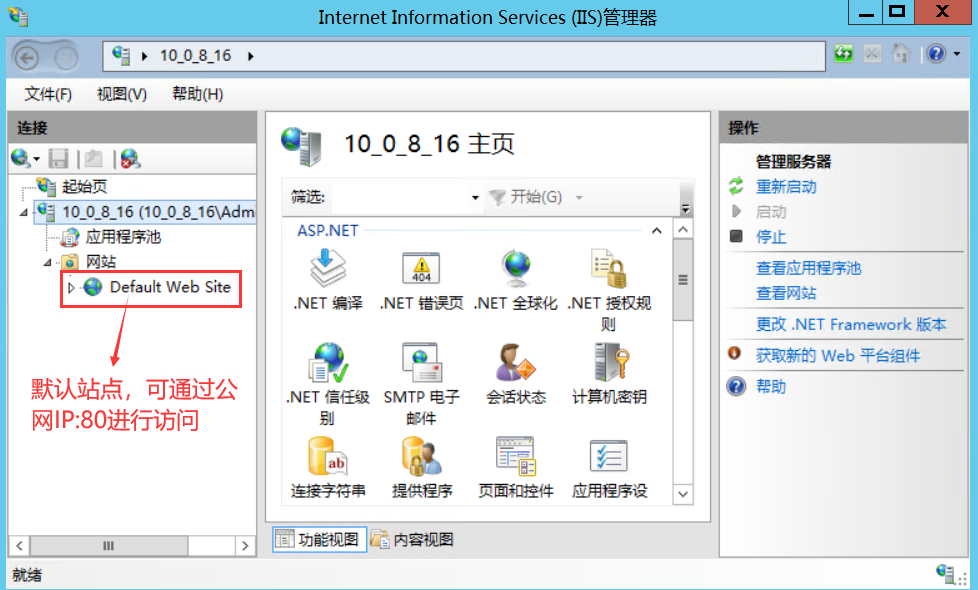 Internet Information Services (IIS)管理器
10_0_8_16
文件(F) 视图(V) 帮助(H)
连接
起始页
10_0_8_16 (10_0_8_16\Adm
应用程序池
网站
Default Web Site
默认站点，可通过公
网IP:80进行访问
10_0_8_16 主页
筛选: 开始(G)
ASP.NET
.NET 编译 .NET 错误页 .NET 全球化 .NET 授权规
则
.NET 信任级 SMTP 电子 会话状态 计算机密钥
别 邮件
连接字符串 提供程序 页面和控件 应用程序设
功能视图 内容视图
操作
管理服务器
重新启动
启动
停止
查看应用程序池
查看网站
更改 .NET Framework 版本
获取新的 Web 平台组件
帮助
就绪